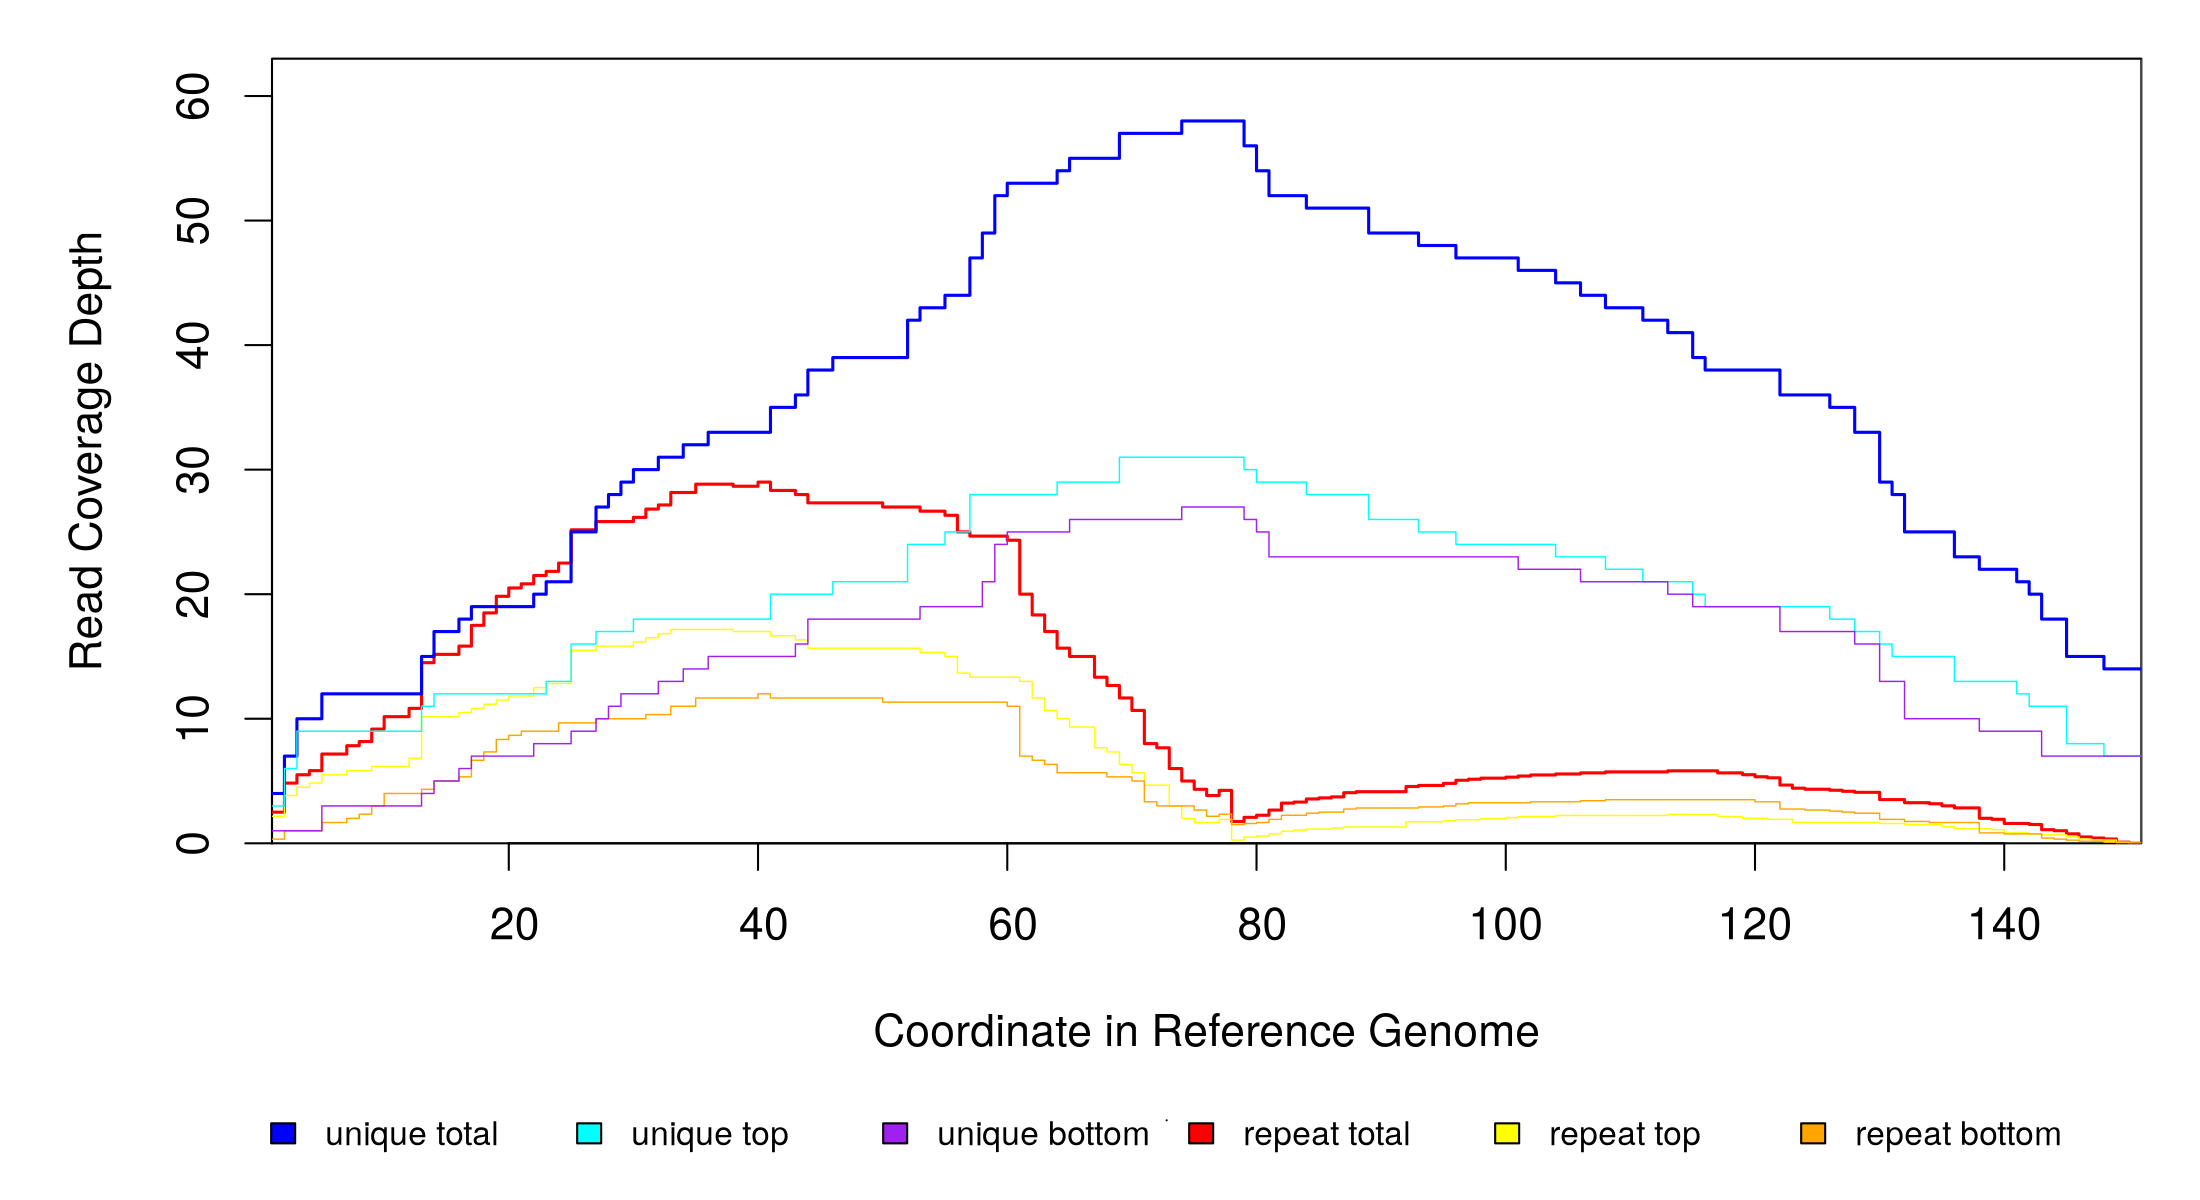 60
50
40
30
20
10
0
Read Coverage Depth
20 40 60 80 100 120 140
Coordinate in Reference Genome
unique total unique top unique bottom repeat total repeat top repeat bottom